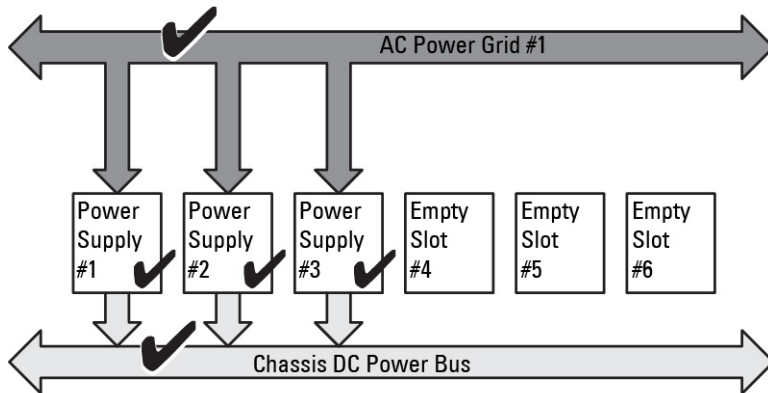 AC Power Grid #1
Power
Supply
#1
Power
Supply
#2
Power
Supply
#3
Empty
Slot
#4
Empty
Slot
#5
Empty
Slot
#6
Chassis DC Power Bus